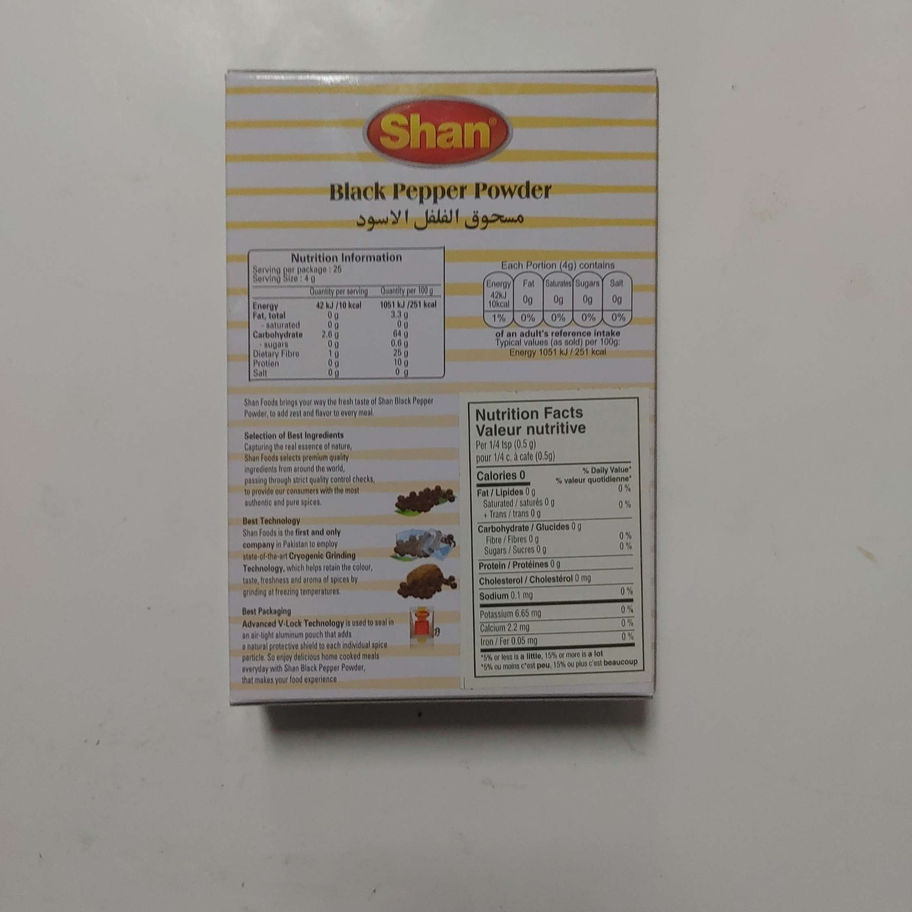 Shan®
Black Pepper Powder
مسحوق الفلفل الاسود
Nutrition Information
Serving per package : 25
Serving Size : 4 g
Quantity per serving Quantity per 100 g
Energy 42 kJ /10 kcal 1051 kJ /251 kcal
Fat, total 0 g 3.3 g
- saturated 0 g 0 g
Carbohydrate 2.6 g 64 g
- sugars 0 g 0.6 g
Dietary Fibre 1 g 25 g
Protien 0 g 10 g
Salt 0 g 0 g
Each Portion (4g) contains
Energy Fat Saturates Sugars Salt
42kJ
10kcal 0g 0g 0g 0g
1% 0% 0% 0% 0%
of an adult's reference intake
Typical values (as sold) per 100g:
Energy 1051 kJ / 251 kcal
Shan Foods brings your way the fresh taste of Shan Black Pepper
Powder, to add zest and flavor to every meal.
Selection of Best Ingredients
Capturing the real essence of nature,
Shan Foods selects premium quality
ingredients from around the world,
passing through strict quality control checks,
to provide our consumers with the most
authentic and pure spices.
Best Technology
Shan Foods is the first and only
company in Pakistan to employ
state-of-the-art Cryogenic Grinding
Technology, which helps retain the colour,
taste, freshness and aroma of spices by
grinding at freezing temperatures.
Best Packaging
Advanced V-Lock Technology is used to seal in
an air-tight aluminum pouch that adds
a natural protective shield to each individual spice
particle. So enjoy delicious home cooked meals
everyday with Shan Black Pepper Powder,
that makes your food experience
Nutrition Facts
Valeur nutritive
Per 1/4 tsp (0.5 g)
pour 1/4 c. à cafe (0.5g)
Calories 0 % Daily Value*
% valeur quotidienne*
Fat / Lipides 0 g 0 %
Saturated / saturés 0 g 0 %
+ Trans / trans 0 g
Carbohydrate / Glucides 0 g
Fibre / Fibres 0 g 0 %
Sugars / Sucres 0 g 0 %
Protein / Protéines 0 g
Cholesterol / Cholestérol 0 mg
Sodium 0.1 mg 0 %
Potassium 6.65 mg 0 %
Calcium 2.2 mg 0 %
Iron / Fer 0.05 mg 0 %
*5% or less is a little, 15% or more is a lot
*5% ou moins c'est peu, 15% ou plus c'est beaucoup